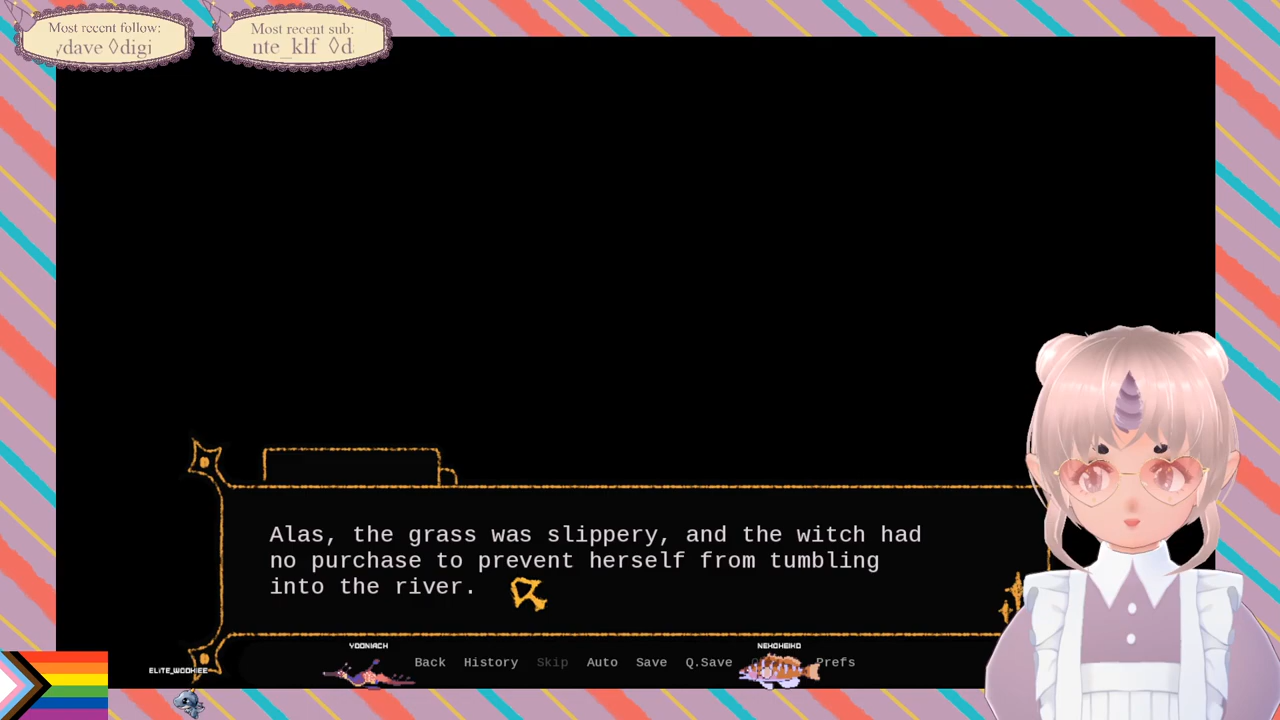 Most recent follow:
ydave ◊digi
Most recent sub:
nte_klf ◊d
Alas, the grass was slippery, and the witch had
no purchase to prevent herself from tumbling
into the river.
YOONIACH
NEKOHEIKO
ELITE_WOOKIEE
Back History Skip Auto Save Q.Save Prefs